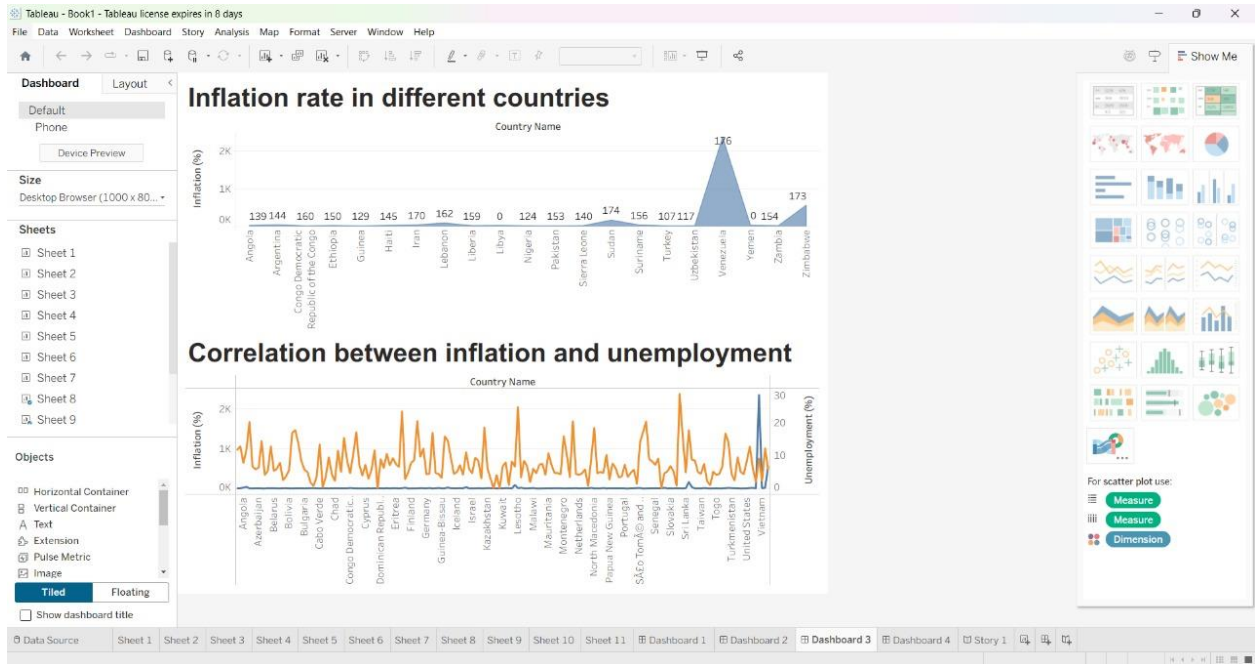 Tableau - Book1 - Tableau license expires in 8 days
File Data Worksheet Dashboard Story Analysis Map Format Server Window Help
Show Me
Dashboard Layout
Default
Phone
Device Preview
Size
Desktop Browser (1000 x 80...
Sheets
Sheet 1
Sheet 2
Sheet 3
Sheet 4
Sheet 5
Sheet 6
Sheet 7
Sheet 8
Sheet 9
Objects
Horizontal Container
Vertical Container
Text
Extension
Pulse Metric
Image
Tiled Floating
Show dashboard title
Inflation rate in different countries
Country Name
Inflation (%)
2K
1K
0K
139 144 160 150 129 145 170 162 159 0 124 153 140 174 156 107 117 176 0 154 173
Angola
Argentina
Congo Democratic
Republic of the Congo
Ethiopia
Guinea
Haiti
Iran
Lebanon
Liberia
Libya
Nigeria
Pakistan
Sierra Leone
Sudan
Suriname
Turkey
Uzbekistan
Venezuela
Yemen
Zambia
Zimbabwe
Correlation between inflation and unemployment
Country Name
Inflation (%)
2K
1K
0K
30
20
10
0
Unemployment (%)
Angola
Azerbaijan
Belarus
Bolivia
Bulgaria
Cabo Verde
Chad
Congo Democratic...
Cyprus
Dominican Republi...
Eritrea
Finland
Germany
Guinea-Bissau
Iceland
Israel
Kazakhstan
Kuwait
Lesotho
Malawi
Mauritania
Montenegro
Netherlands
North Macedonia
Papua New Guinea
Portugal
SÃ£o TomÃ© and ..
Senegal
Slovakia
Sri Lanka
Taiwan
Togo
Turkmenistan
United States
Vietnam
For scatter plot use:
Measure
Measure
Dimension
Data Source Sheet 1 Sheet 2 Sheet 3 Sheet 4 Sheet 5 Sheet 6 Sheet 7 Sheet 8 Sheet 9 Sheet 10 Sheet 11 Dashboard 1 Dashboard 2 Dashboard 3 Dashboard 4 Story 1